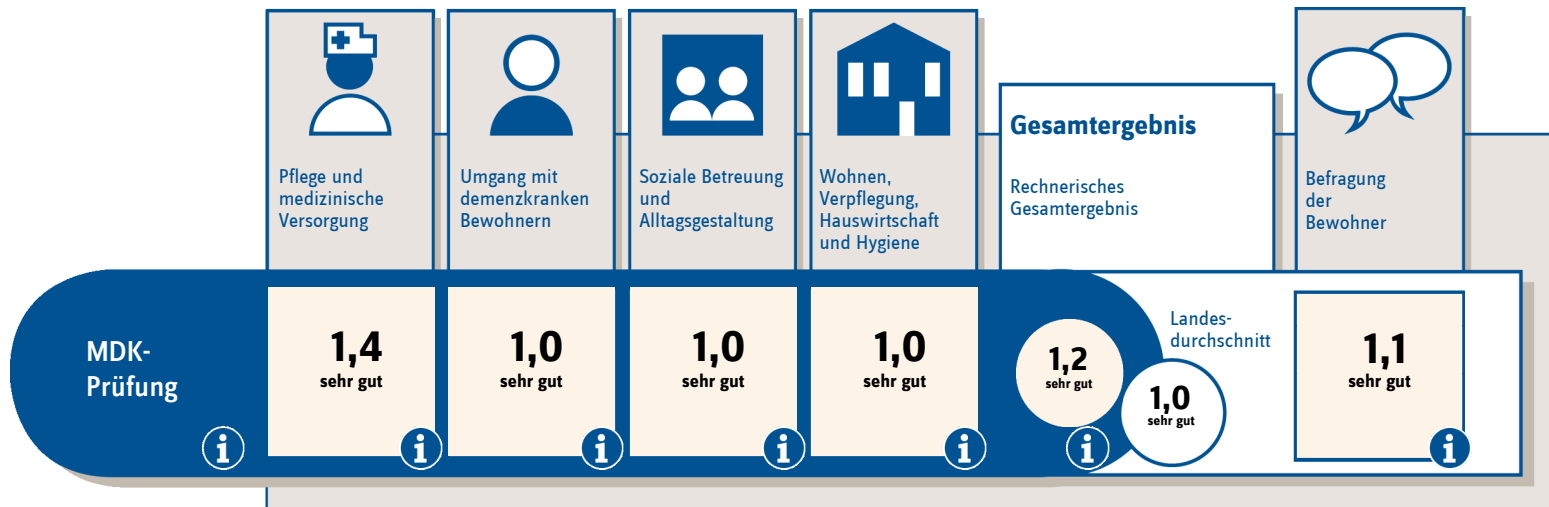 Pflege und
medizinische
Versorgung
Umgang mit
demenzkranken
Bewohnern
Soziale Betreuung
und
Alltagsgestaltung
Wohnen,
Verpflegung,
Hauswirtschaft
und Hygiene
Gesamtergebnis
Rechnerisches
Gesamtergebnis
Befragung
der
Bewohner
MDK-
Prüfung
i
1,4
sehr gut
i
1,0
sehr gut
i
1,0
sehr gut
i
1,0
sehr gut
i
1,2
sehr gut
i
Landes-
durchschnitt
1,0
sehr gut
1,1
sehr gut
i